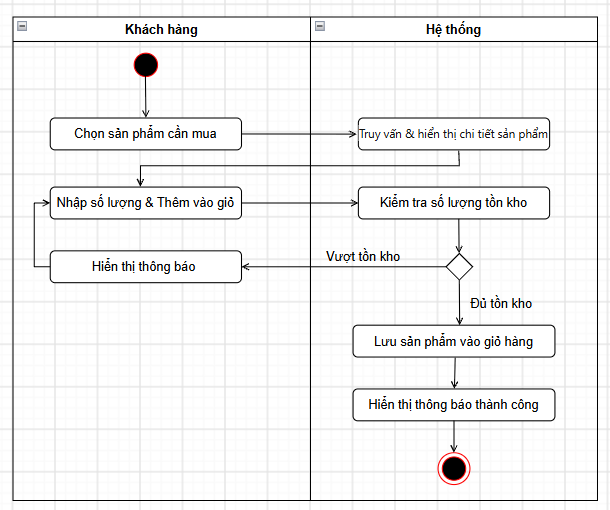 Khách hàng
Hệ thống
Chọn sản phẩm cần mua
Truy vấn & hiển thị chi tiết sản phẩm
Nhập số lượng & Thêm vào giỏ
Kiểm tra số lượng tồn kho
Hiển thị thông báo
Vượt tồn kho
Đủ tồn kho
Lưu sản phẩm vào giỏ hàng
Hiển thị thông báo thành công